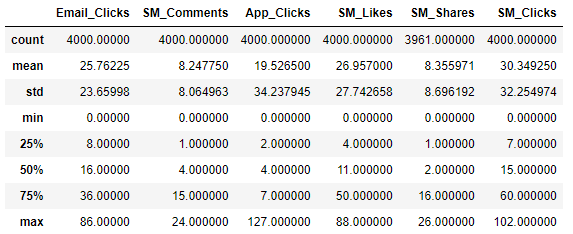 Email_Clicks SM_Comments App_Clicks SM_Likes SM_Shares SM_Clicks
count 4000.00000 4000.000000 4000.000000 4000.000000 3961.000000 4000.000000
mean 25.76225 8.247750 19.526500 26.957000 8.355971 30.349250
std 23.65998 8.064963 34.237945 27.742658 8.696192 32.254974
min 0.00000 0.000000 0.000000 0.000000 0.000000 0.000000
25% 8.00000 1.000000 2.000000 4.000000 1.000000 7.000000
50% 16.00000 4.000000 4.000000 11.000000 2.000000 15.000000
75% 36.00000 15.000000 7.000000 50.000000 16.000000 60.000000
max 86.00000 24.000000 127.000000 88.000000 26.000000 102.000000